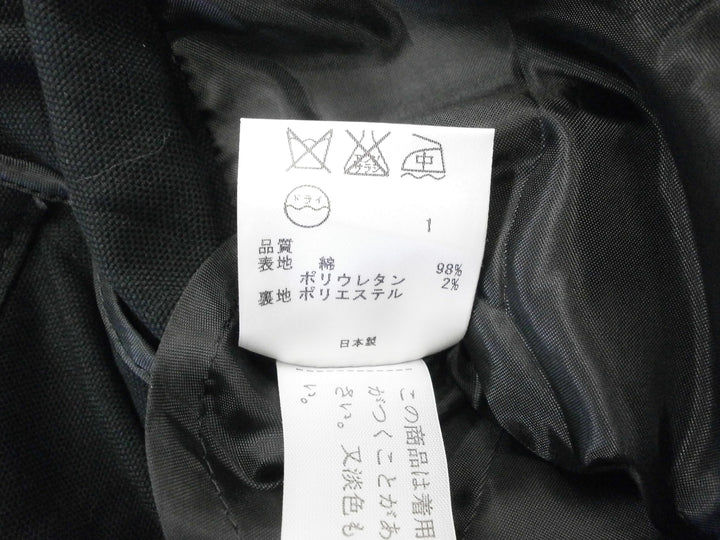 中
ドライ
1
品質
表地 綿 98%
ポリウレタン 2%
裏地 ポリエステル
日本製
この商品は着用
がつくことがあ
さい。又淡色も
い。